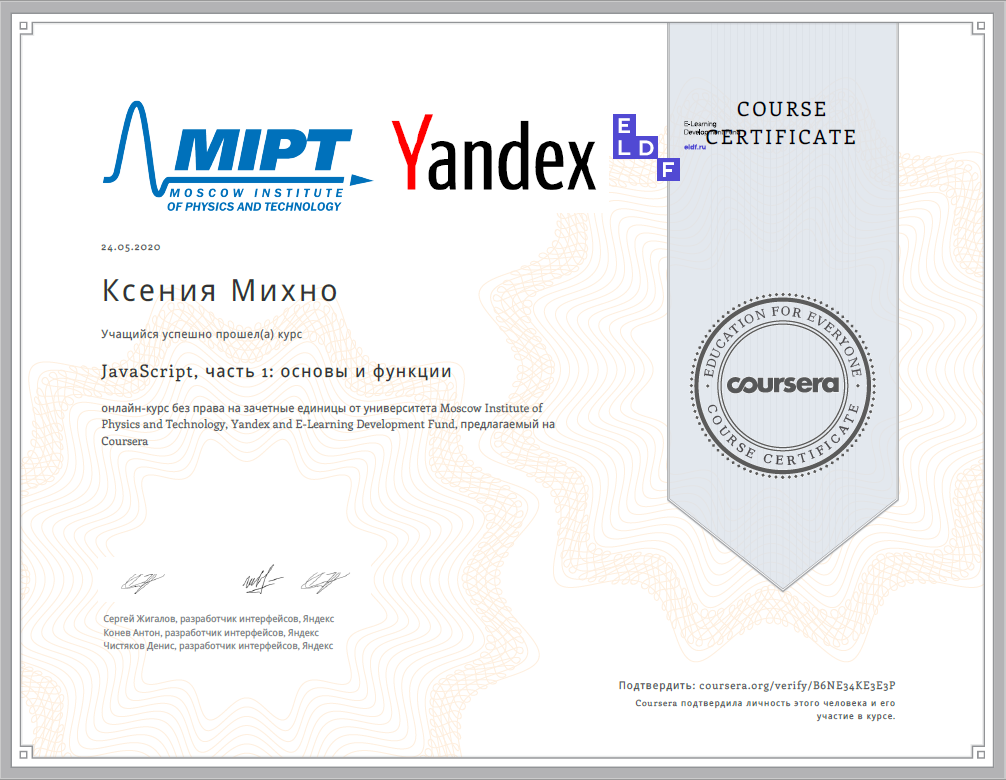 MIPT
MOSCOW INSTITUTE
OF PHYSICS AND TECHNOLOGY
Yandex
E
L D
F
E-Learning
Development Fund
eldf.ru
COURSE
CERTIFICATE
24.05.2020
Ксения Михно
Учащийся успешно прошел(а) курс
JavaScript, часть 1: основы и функции
онлайн-курс без права на зачетные единицы от университета Moscow Institute of
Physics and Technology, Yandex and E-Learning Development Fund, предлагаемый на
Coursera
EDUCATION FOR EVERYONE
coursera
COURSE CERTIFICATE
Сергей Жигалов, разработчик интерфейсов, Яндекс
Конев Антон, разработчик интерфейсов, Яндекс
Чистяков Денис, разработчик интерфейсов, Яндекс
Подтвердить: coursera.org/verify/B6NE34KE3E3P
Coursera подтвердила личность этого человека и его
участие в курсе.